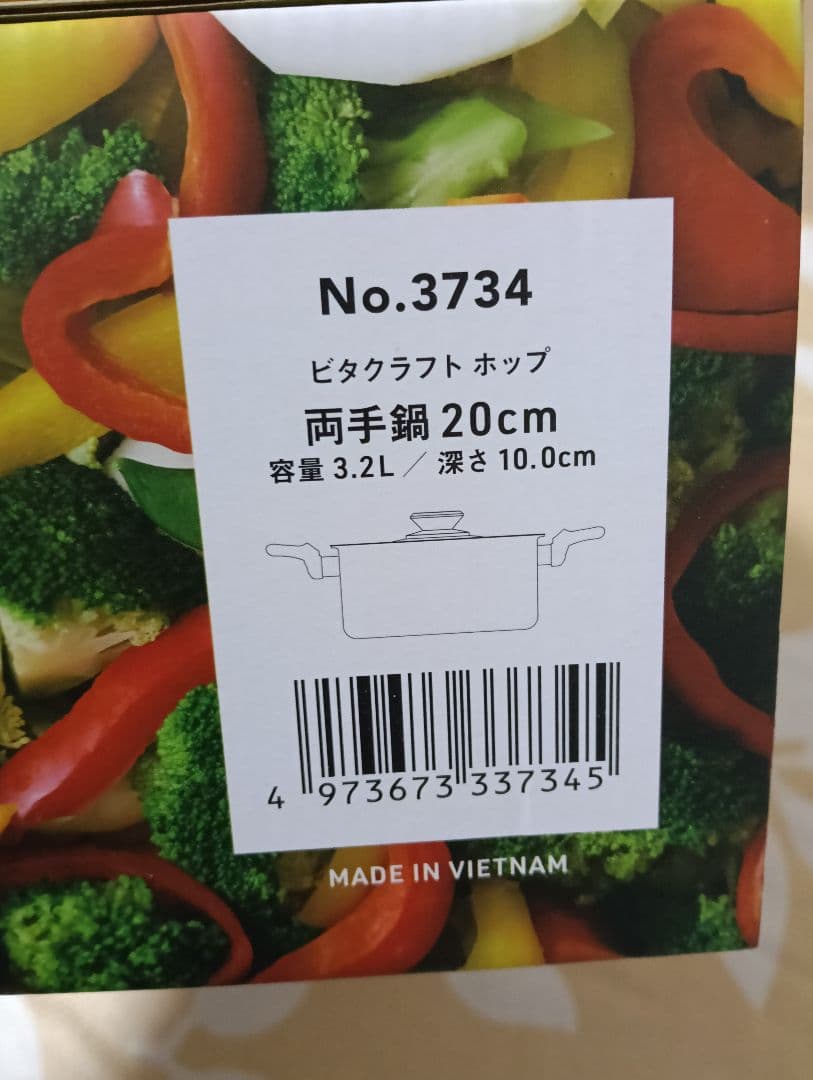 No.3734
ビタクラフト ホップ
両手鍋 20cm
容量 3.2L ／ 深さ 10.0cm
4 973673 337345
MADE IN VIETNAM